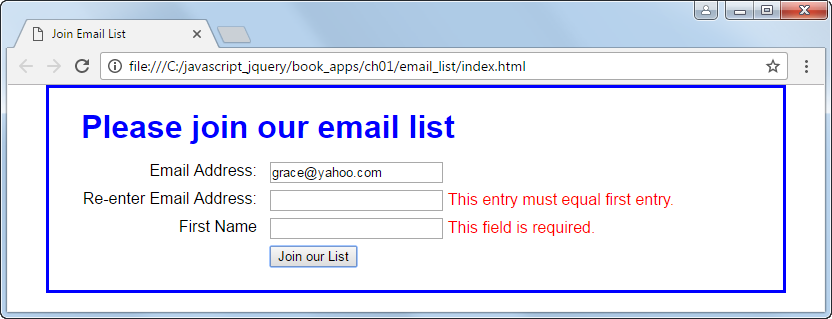 Join Email List
file:///C:/javascript_jquery/book_apps/ch01/email_list/index.html
Please join our email list
Email Address: grace@yahoo.com
Re-enter Email Address: This entry must equal first entry.
First Name This field is required.
Join our List